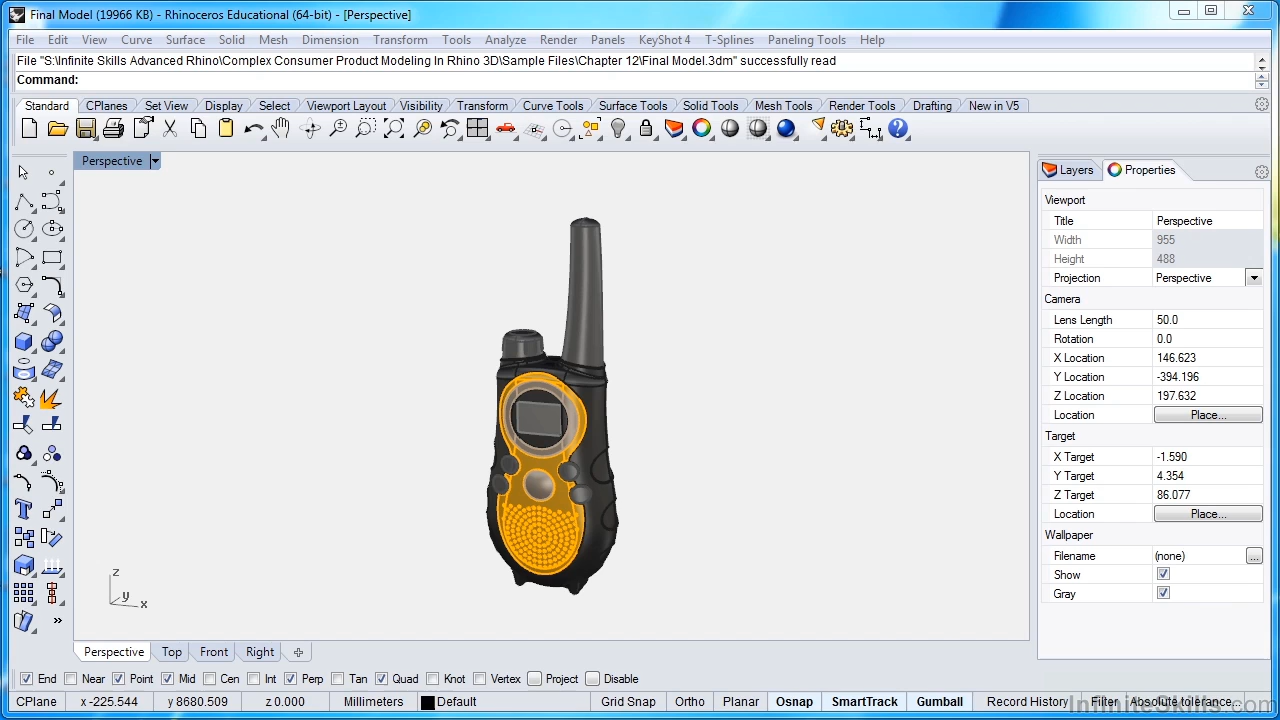 Final Model (19966 KB) - Rhinoceros Educational (64-bit) - [Perspective]
File Edit View Curve Surface Solid Mesh Dimension Transform Tools Analyze Render Panels KeyShot 4 T-Splines Paneling Tools Help
File "S:\Infinite Skills Advanced Rhino\Complex Consumer Product Modeling In Rhino 3D\Sample Files\Chapter 12\Final Model.3dm" successfully read
Command:
Standard CPlanes Set View Display Select Viewport Layout Visibility Transform Curve Tools Surface Tools Solid Tools Mesh Tools Render Tools Drafting New in V5
Perspective
Layers Properties
Viewport
Title Perspective
Width 955
Height 488
Projection Perspective
Camera
Lens Length 50.0
Rotation 0.0
X Location 146.623
Y Location -394.196
Z Location 197.632
Location Place...
Target
X Target -1.590
Y Target 4.354
Z Target 86.077
Location Place...
Wallpaper
Filename (none) ...
Show
Gray
z
y
x
Perspective Top Front Right
End Near Point Mid Cen Int Perp Tan Quad Knot Vertex Project Disable
CPlane x -225.544 y 8680.509 z 0.000 Millimeters Default Grid Snap Ortho Planar Osnap SmartTrack Gumball Record History Filter Absolute tolerance
InfiniteSkills.com